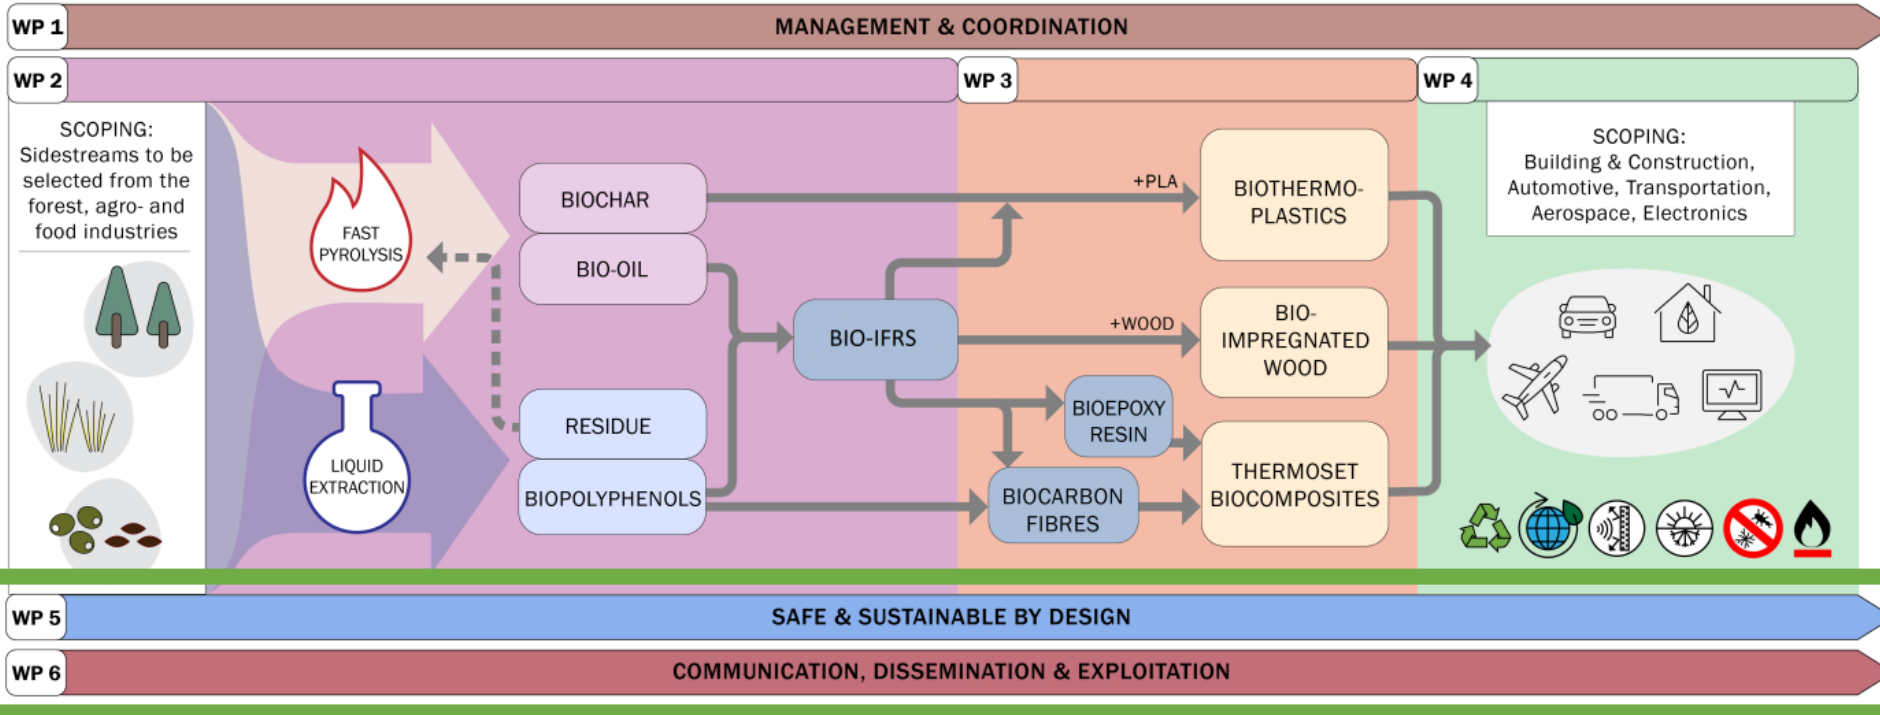 WP 1
MANAGEMENT & COORDINATION
WP 2
WP 3
WP 4
SCOPING:
Sidestreams to be
selected from the
forest, agro- and
food industries
FAST
PYROLYSIS
LIQUID
EXTRACTION
BIOCHAR
BIO-OIL
RESIDUE
BIOPOLYPHENOLS
BIO-IFRS
+PLA
+WOOD
BIOEPOXY
RESIN
BIOCARBON
FIBRES
BIOTHERMO-
PLASTICS
BIO-
IMPREGNATED
WOOD
THERMOSET
BIOCOMPOSITES
SCOPING:
Building & Construction,
Automotive, Transportation,
Aerospace, Electronics
WP 5
SAFE & SUSTAINABLE BY DESIGN
WP 6
COMMUNICATION, DISSEMINATION & EXPLOITATION